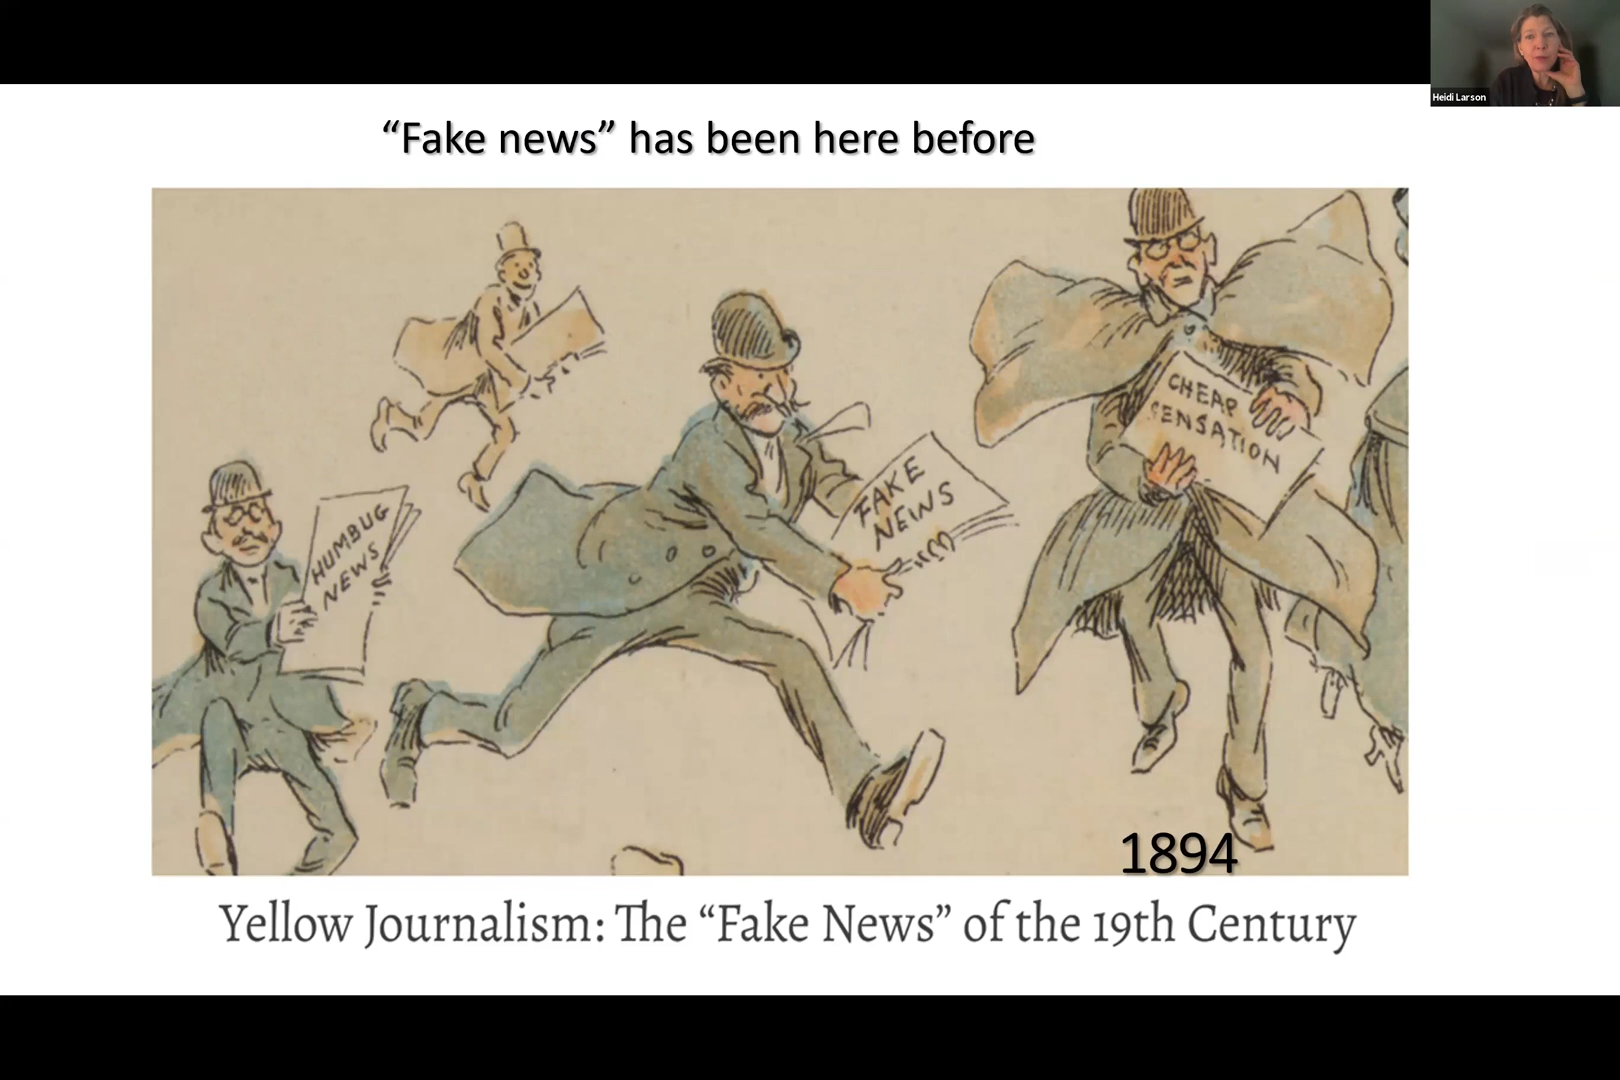 Heidi Larson
“Fake news” has been here before
HUMBUG
NEWS
FAKE
NEWS
CHEAP
SENSATION
1894
Yellow Journalism: The “Fake News” of the 19th Century